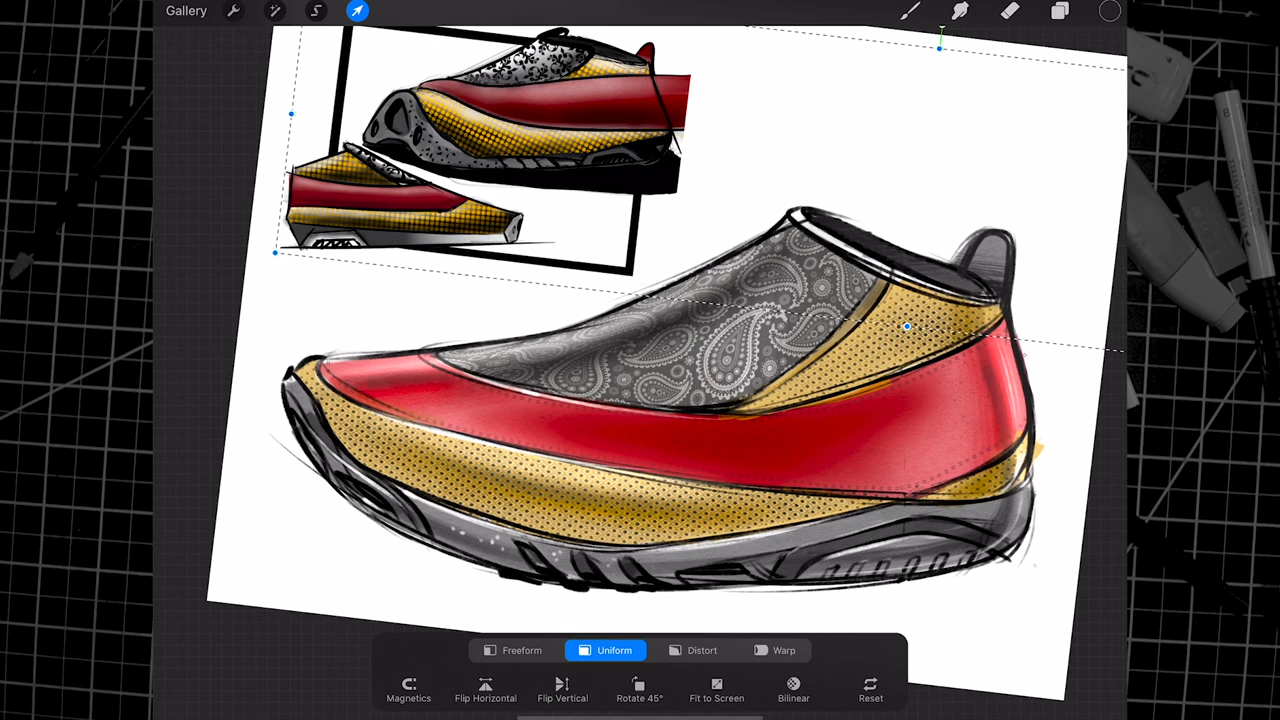 Gallery
Freeform Uniform Distort Warp
Magnetics Flip Horizontal Flip Vertical Rotate 45° Fit to Screen Bilinear Reset